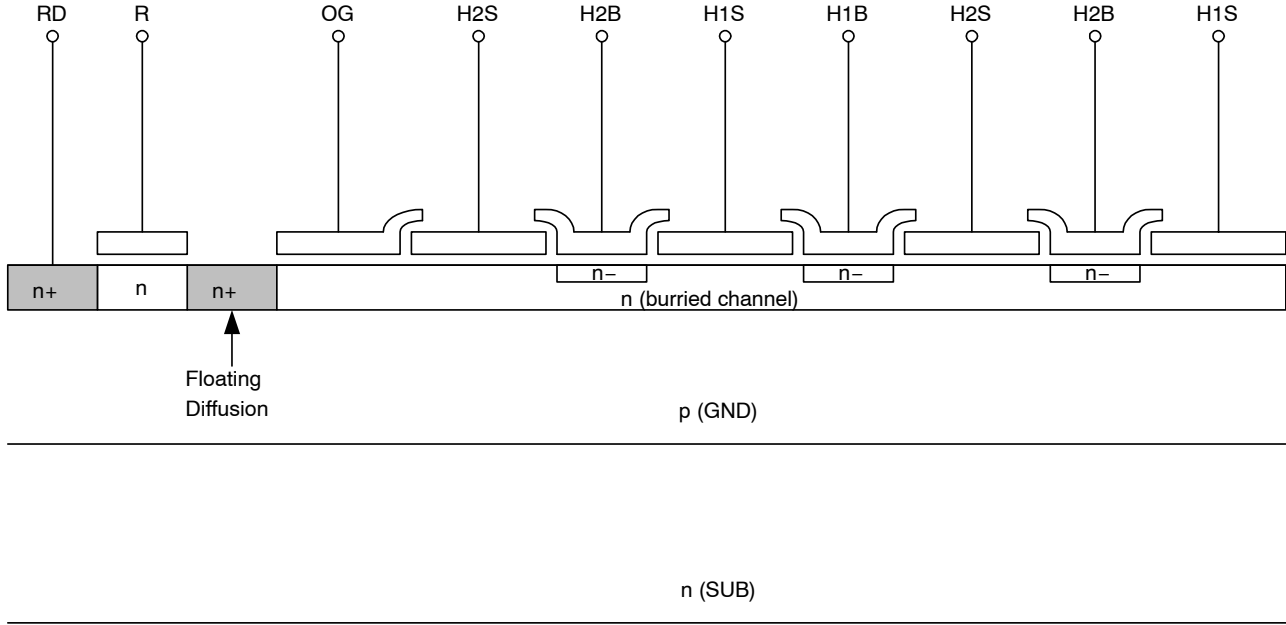 RD R OG H2S H2B H1S H1B H2S H2B H1S
n− n− n−
n+ n n+ n (burried channel)
Floating
Diffusion
p (GND)
n (SUB)